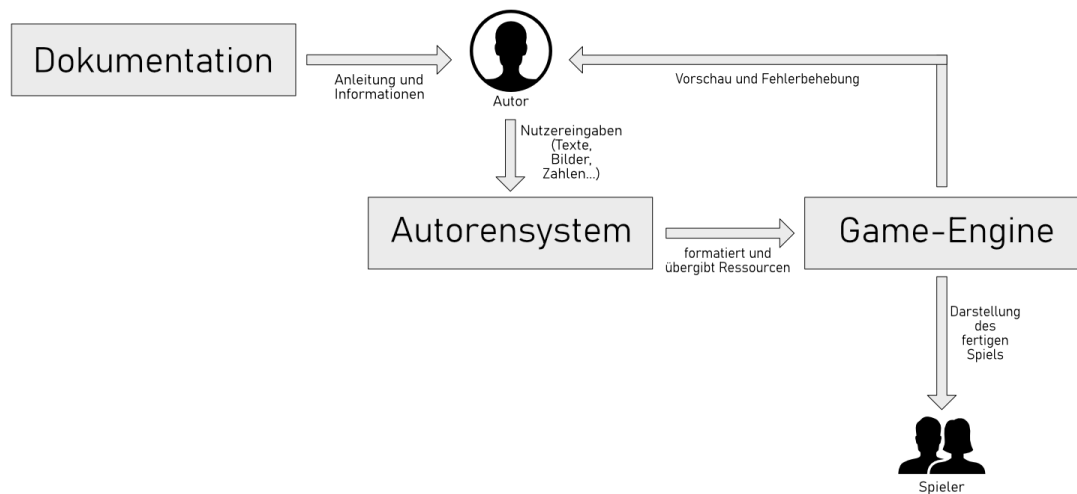 Dokumentation
Anleitung und
Informationen
Autor
Vorschau und Fehlerbehebung
Nutzereingaben
(Texte,
Bilder,
Zahlen...)
Autorensystem
formatiert und
übergibt Ressourcen
Game-Engine
Darstellung
des
fertigen
Spiels
Spieler